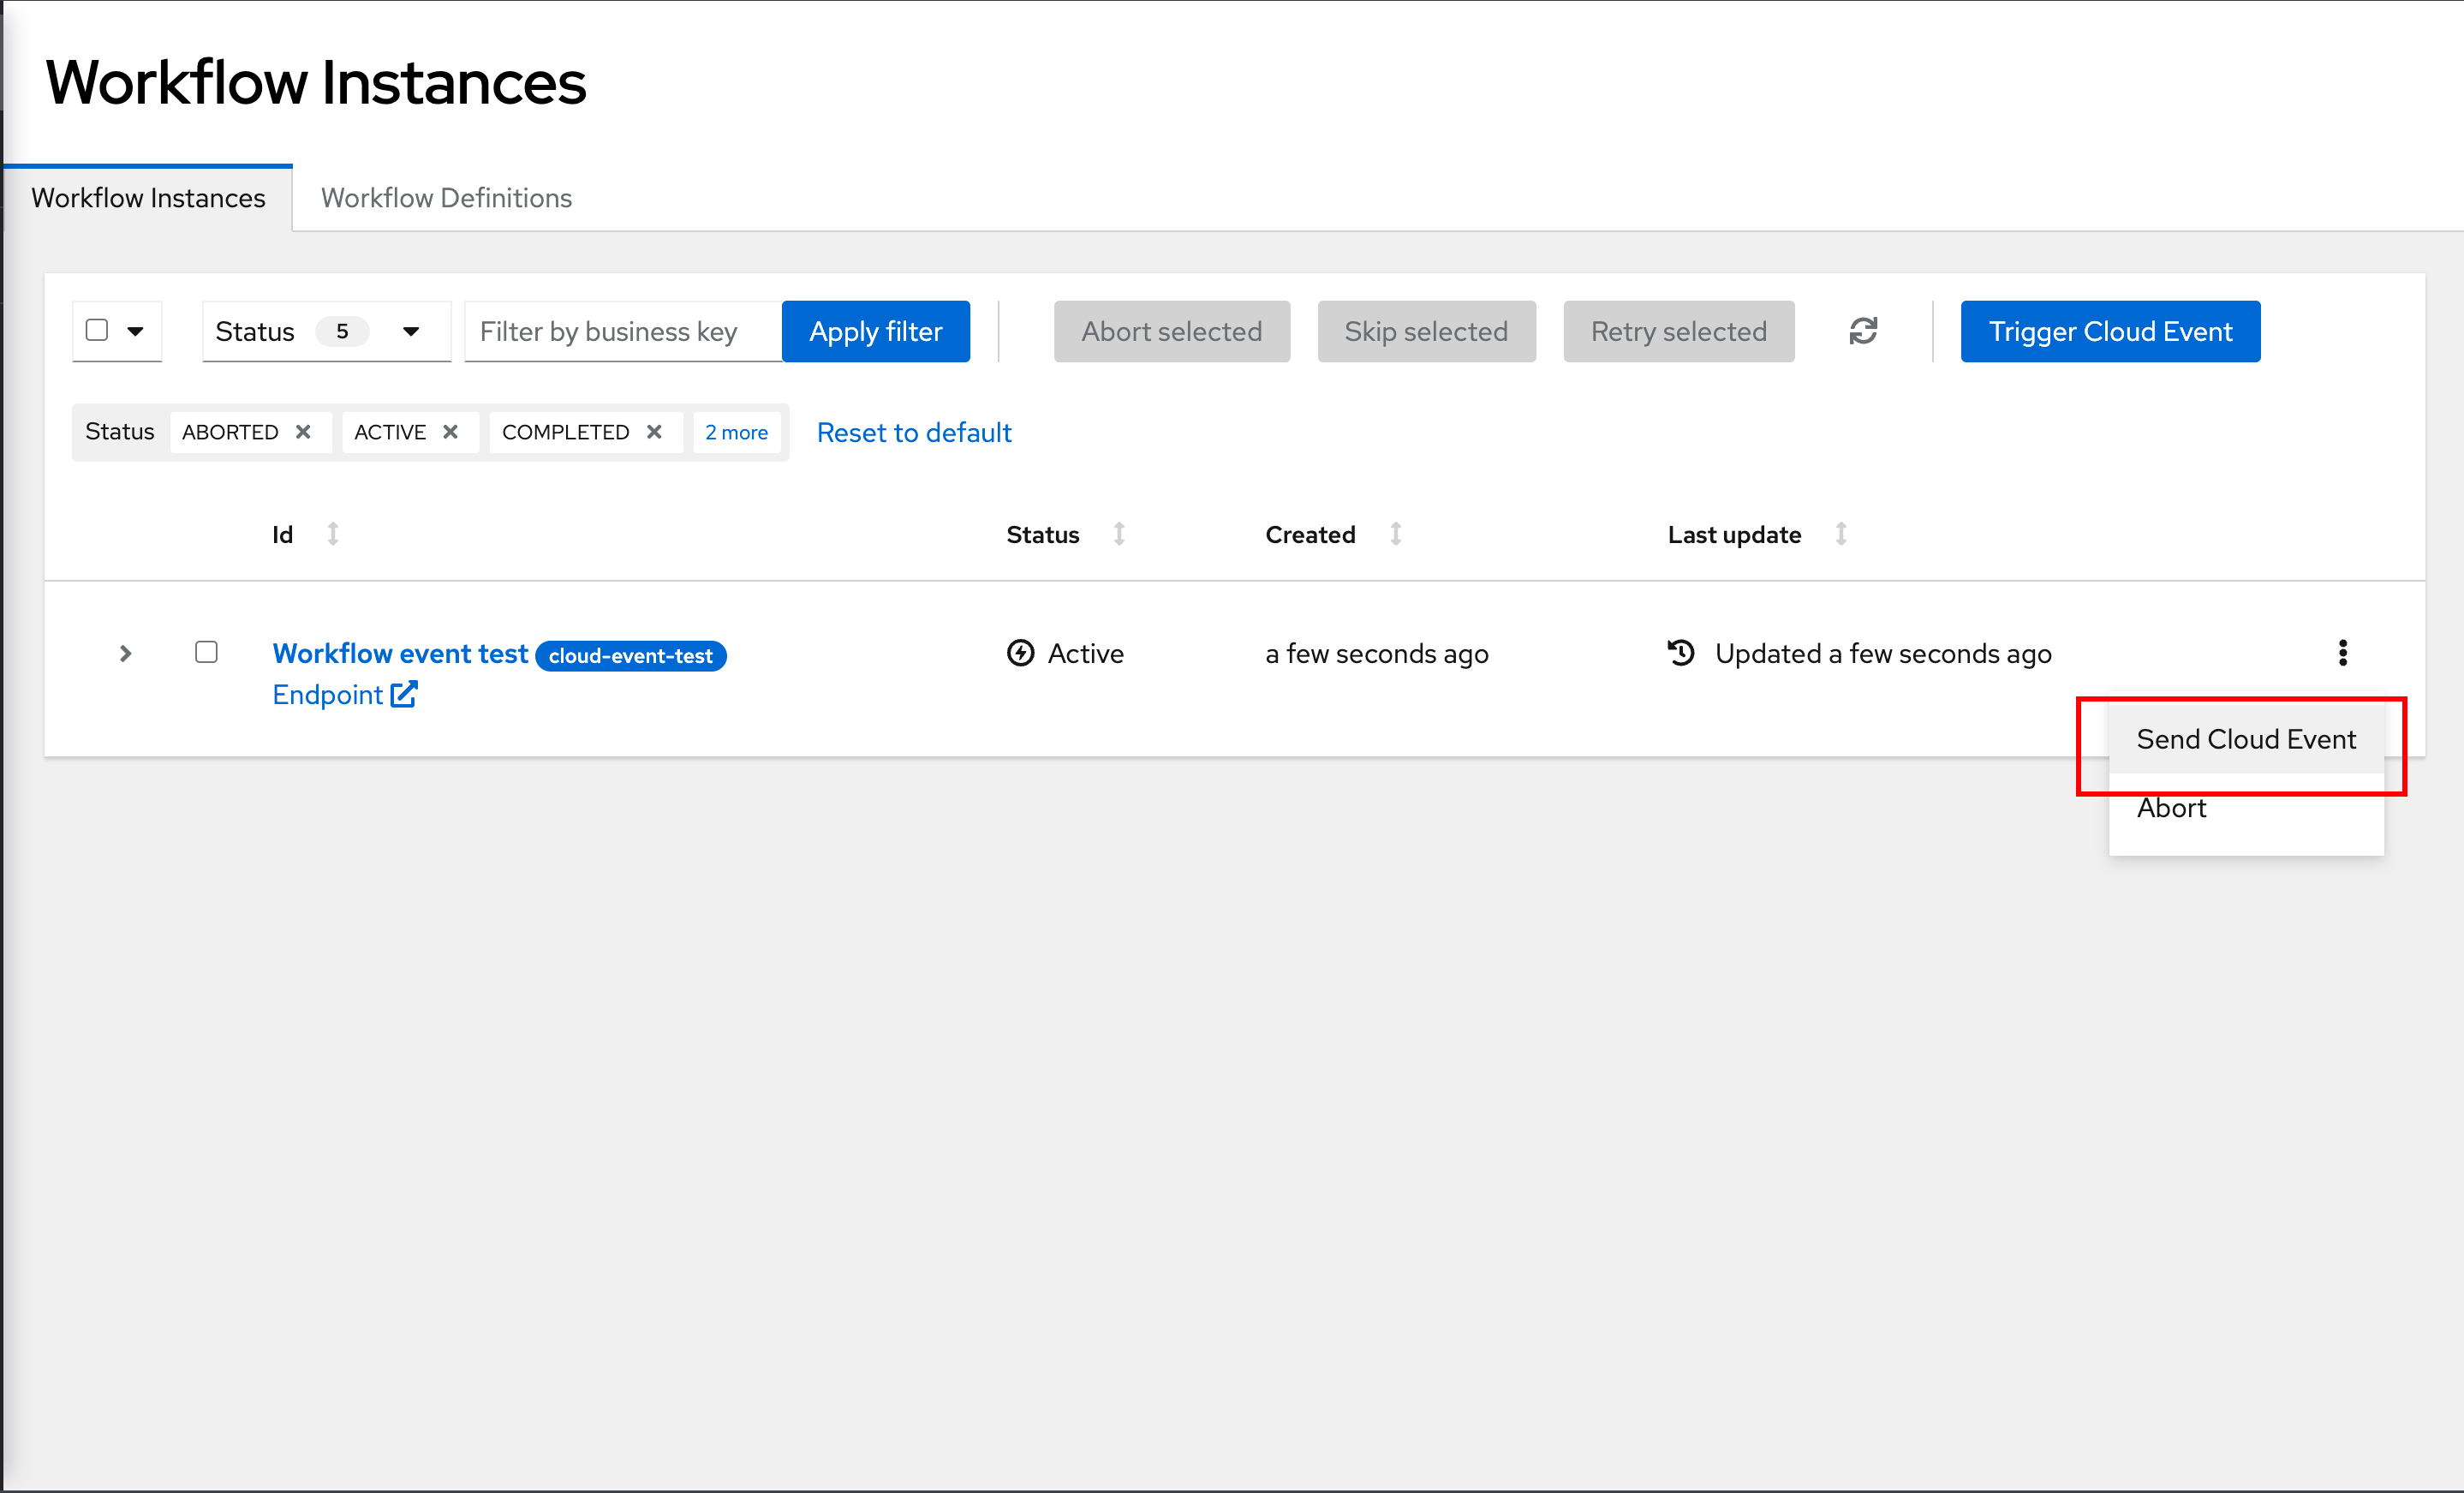 Workflow Instances
Workflow Instances Workflow Definitions
Status 5 Filter by business key Apply filter Abort selected Skip selected Retry selected Trigger Cloud Event
Status ABORTED ACTIVE COMPLETED 2 more Reset to default
Id Status Created Last update
Workflow event test cloud-event-test Active a few seconds ago Updated a few seconds ago
Endpoint
Send Cloud Event
Abort